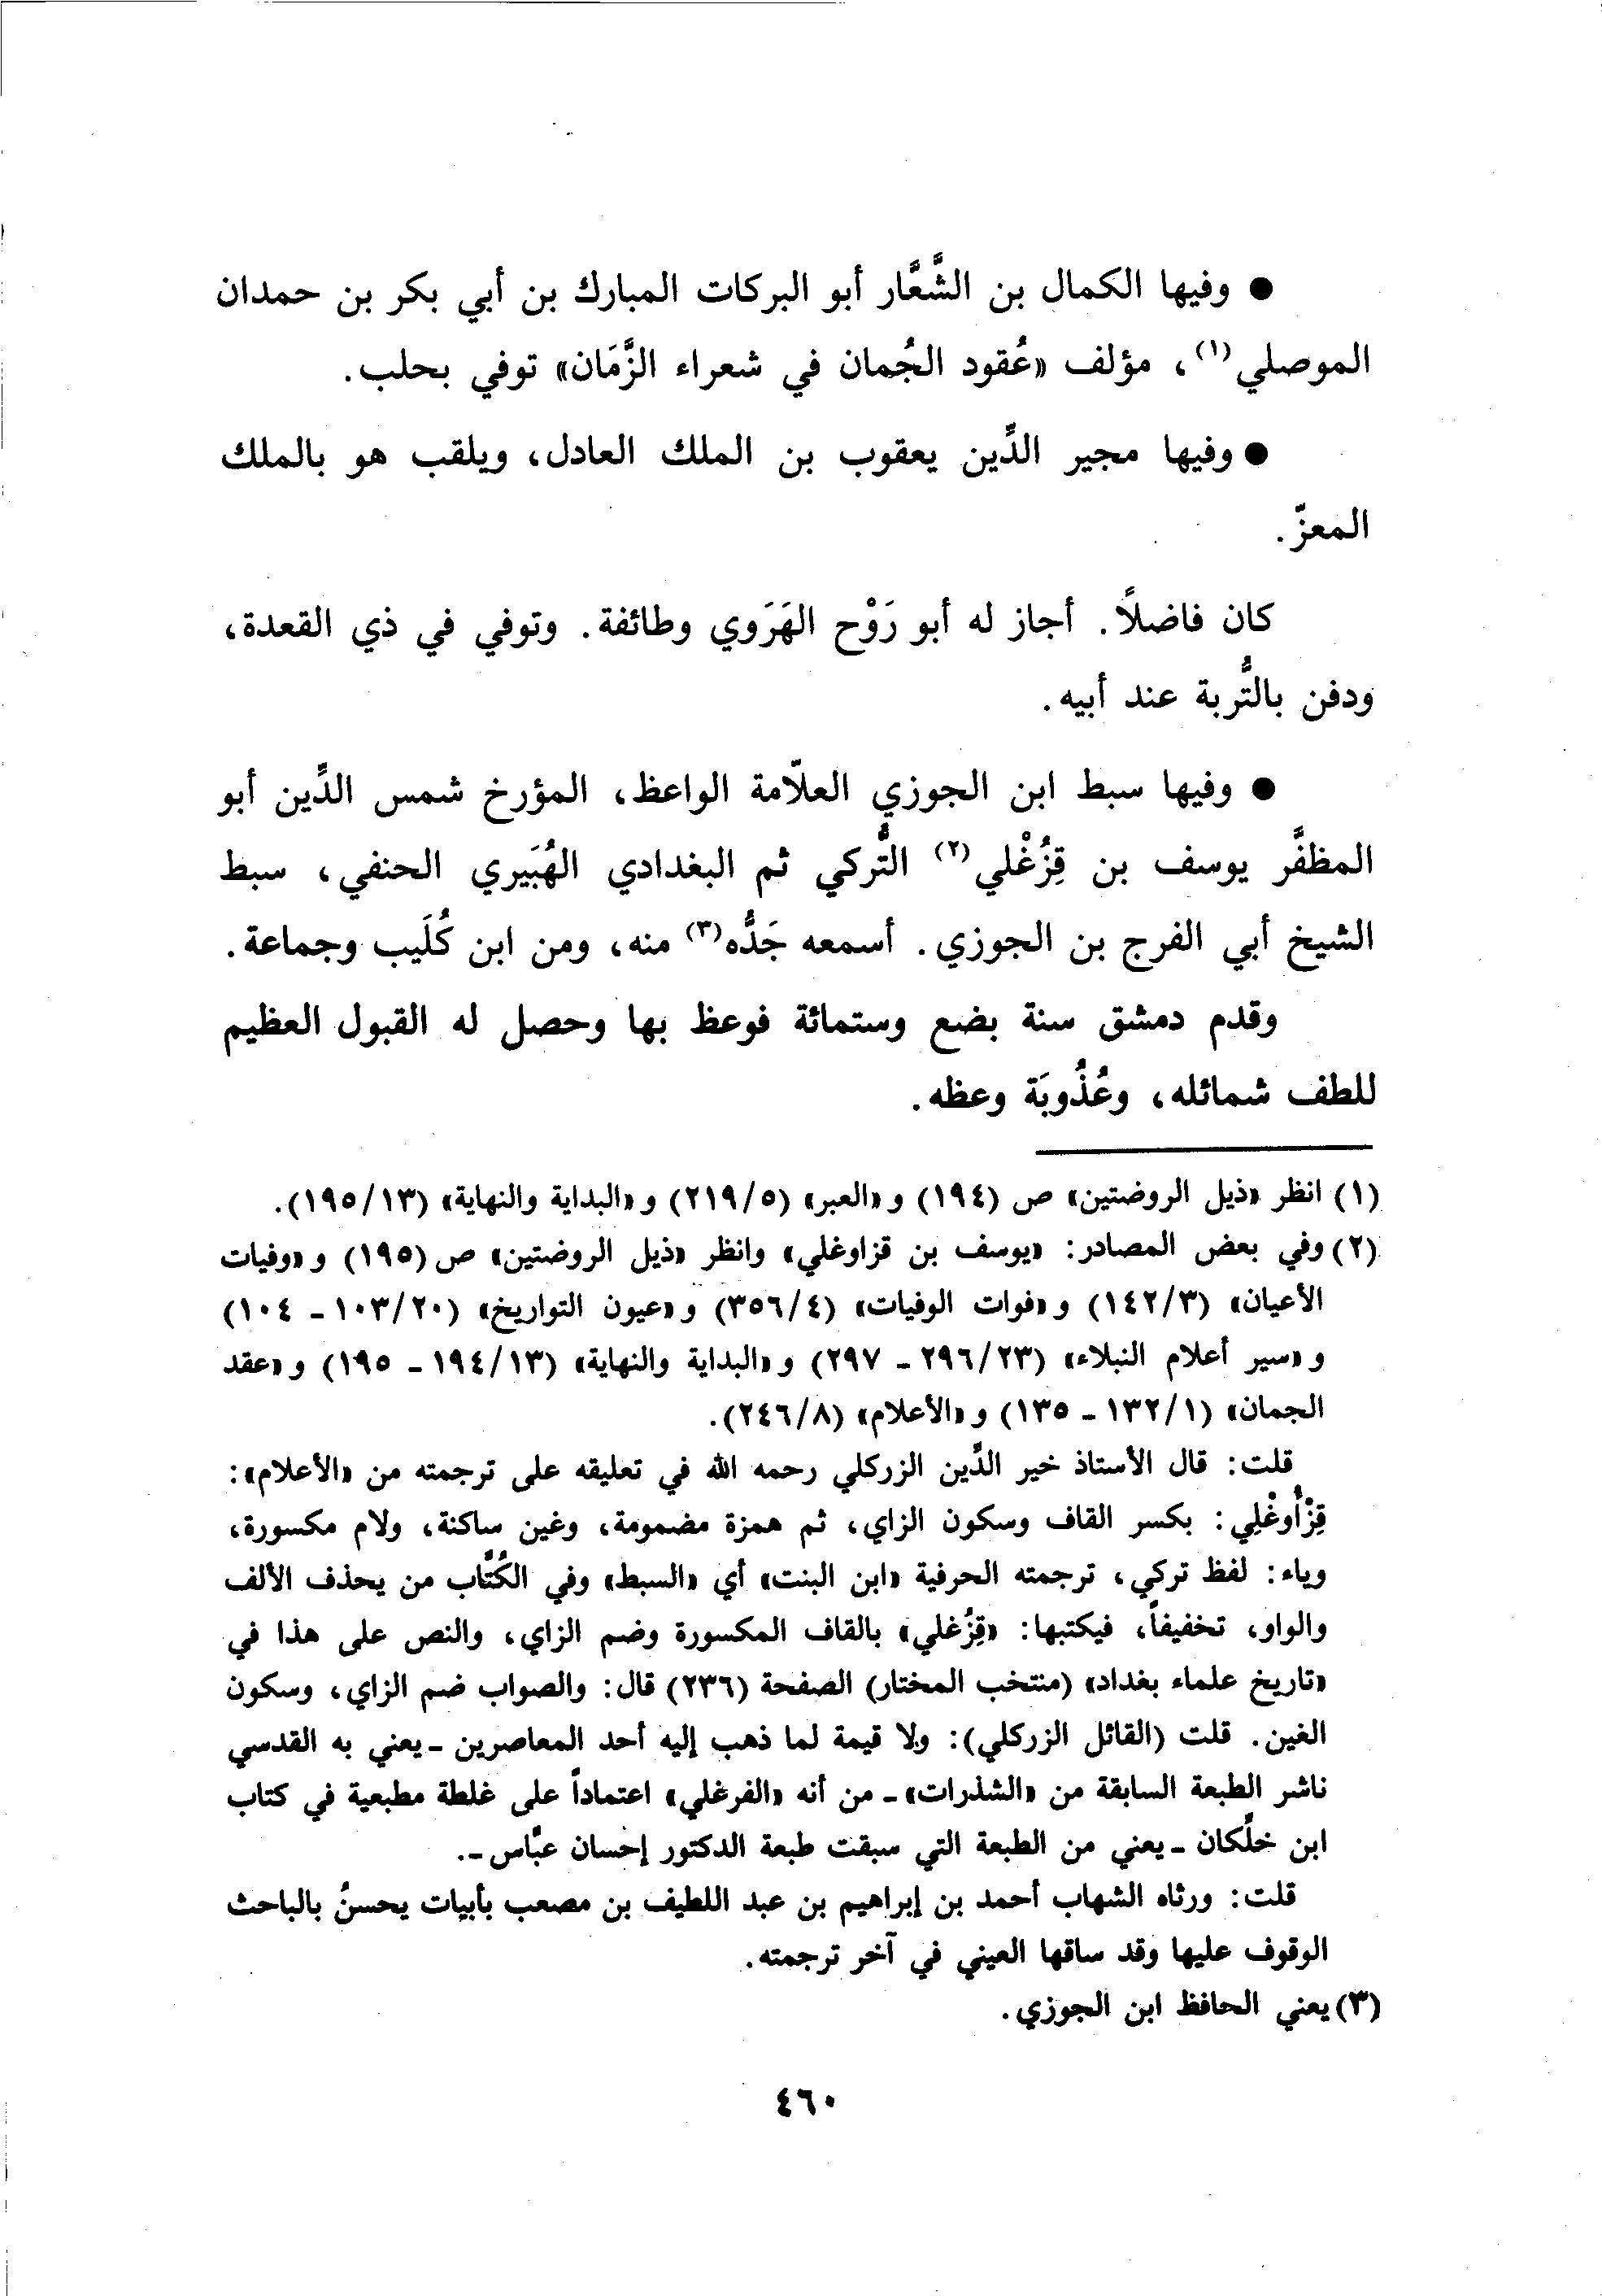 ● وفيها الكمال بن الشَّعَّار أبو البركات المبارك بن أبي بكر بن حمدان
الموصلي(١)، مؤلف «عُقود الجُمان في شعراء الزَّمَان» توفي بحلب.
● وفيها مجير الدِّين يعقوب بن الملك العادل، ويلقب هو بالملك
المعزّ.
كان فاضلاً. أجاز له أبو رَوْح الهَرَوي وطائفة. وتوفي في ذي القعدة،
ودفن بالتُّربة عند أبيه.
● وفيها سبط ابن الجوزي العلاّمة الواعظ، المؤرخ شمس الدِّين أبو
المظفَّر يوسف بن قِزُغْلي(٢) التُّركي ثم البغدادي الهُبَيري الحنفي، سبط
الشيخ أبي الفرج بن الجوزي. أسمعه جَدُّه(٣) منه، ومن ابن كُلَيب وجماعة.
وقدم دمشق سنة بضع وستمائة فوعظ بها وحصل له القبول العظيم
للطف شمائله، وعُذُوبَة وعظه.
(١) انظر «ذيل الروضتين» ص (١٩٤) و «العبر» (٢١٩/٥) و «البداية والنهاية» (١٩٥/١٣).
(٢) وفي بعض المصادر: «يوسف بن قزاوغلي» وانظر «ذيل الروضتين» ص (١٩٥) و «وفيات
الأعيان» (١٤٢/٣) و «فوات الوفيات» (٣٥٦/٤) و «عيون التواريخ» (١٠٣/٢٠ - ١٠٤)
و «سير أعلام النبلاء» (٢٩٦/٢٣ - ٢٩٧) و «البداية والنهاية» (١٩٤/١٣ - ١٩٥) و «عقد
الجمان» (١٣٢/١ - ١٣٥) و «الأعلام» (٢٤٦/٨).
قلت: قال الأستاذ خير الدِّين الزركلي رحمه الله في تعليقه على ترجمته من «الأعلام»:
قِزْأُوغْلِي: بكسر القاف وسكون الزاي، ثم همزة مضمومة، وغين ساكنة، ولام مكسورة،
وياء: لفظ تركي، ترجمته الحرفية «ابن البنت» أي «السبط» وفي الكُتَّاب من يحذف الألف
والواو، تخفيفاً، فيكتبها: «قِزُغلي» بالقاف المكسورة وضم الزاي، والنص على هذا في
«تاريخ علماء بغداد» (منتخب المختار) الصفحة (٢٣٦) قال: والصواب ضم الزاي، وسكون
الغين. قلت (القائل الزركلي): ولا قيمة لما ذهب إليه أحد المعاصرين - يعني به القدسي
ناشر الطبعة السابقة من «الشذرات» - من أنه «الفرغلي» اعتماداً على غلطة مطبعية في كتاب
ابن خلّكان - يعني من الطبعة التي سبقت طبعة الدكتور إحسان عبَّاس -.
قلت: ورثاه الشهاب أحمد بن إبراهيم بن عبد اللطيف بن مصعب بأبيات يحسنُ بالباحث
الوقوف عليها وقد ساقها العيني في آخر ترجمته.
(٣) يعني الحافظ ابن الجوزي.
٤٦٠